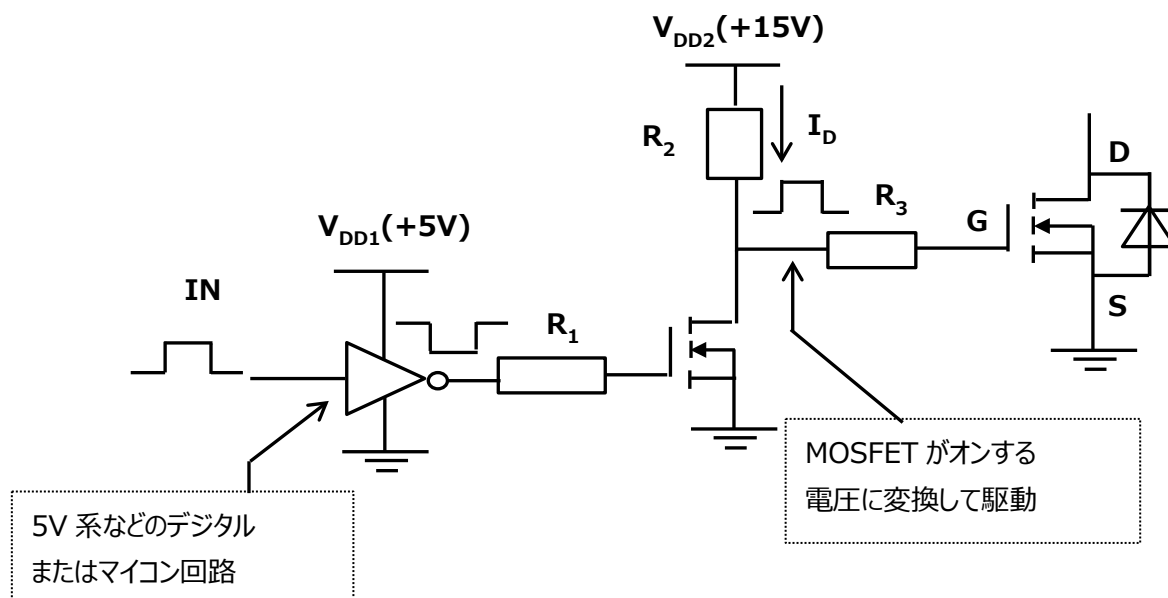 V_DD2(+15V)
R_2
I_D
D
R_3
G
V_DD1(+5V)
S
IN
R_1
MOSFET がオンする
電圧に変換して駆動
5V 系などのデジタル
またはマイコン回路